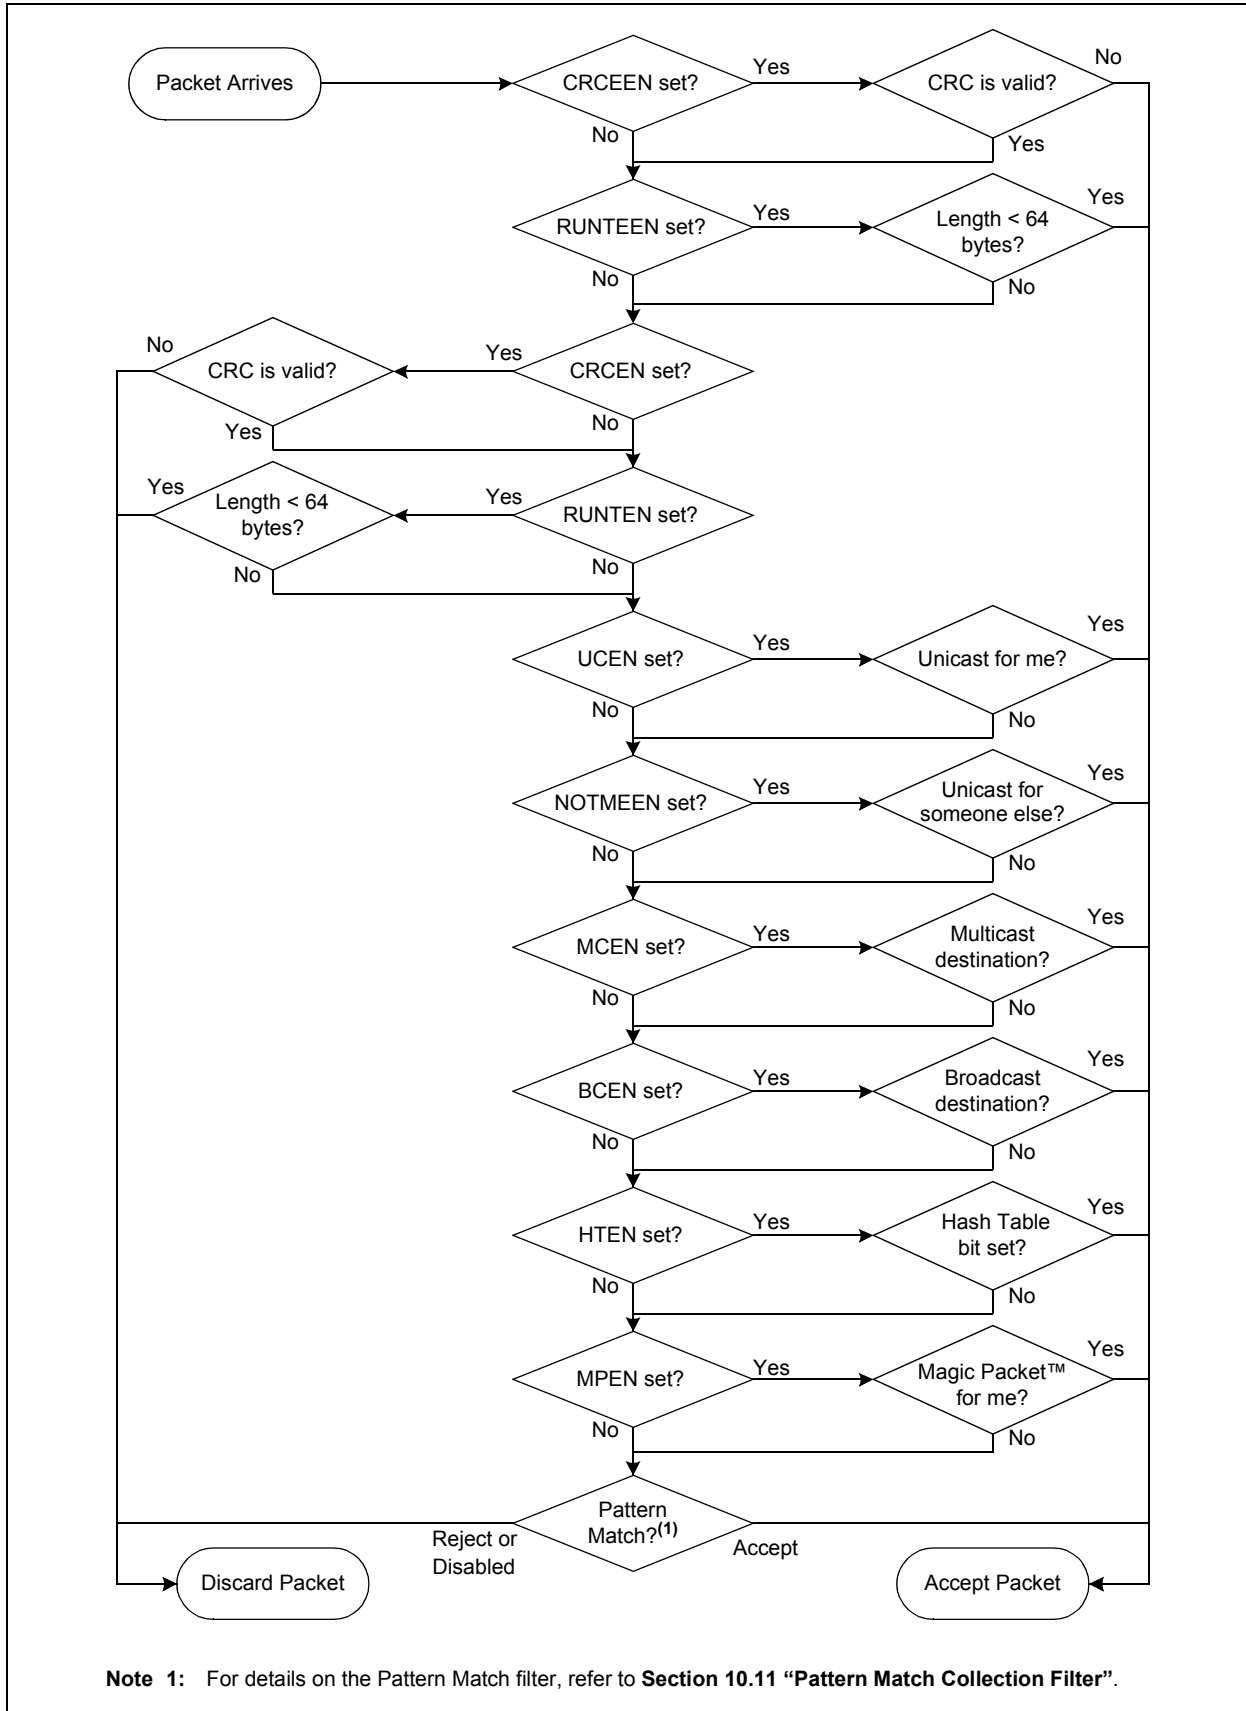 Packet Arrives
CRCEEN set?
Yes
CRC is valid?
No
No
Yes
RUNTEEN set?
Yes
Length < 64
bytes?
Yes
No
No
No
CRC is valid?
Yes
CRCEN set?
Yes
No
Yes
Length < 64
bytes?
Yes
RUNTEN set?
No
No
UCEN set?
Yes
Unicast for me?
Yes
No
No
NOTMEEN set?
Yes
Unicast for
someone else?
Yes
No
No
MCEN set?
Yes
Multicast
destination?
Yes
No
No
BCEN set?
Yes
Broadcast
destination?
Yes
No
No
HTEN set?
Yes
Hash Table
bit set?
Yes
No
No
MPEN set?
Yes
Magic Packet™
for me?
Yes
No
No
Pattern
Match?(1)
Reject or
Disabled
Accept
Discard Packet
Accept Packet
Note 1: For details on the Pattern Match filter, refer to Section 10.11 “Pattern Match Collection Filter”.